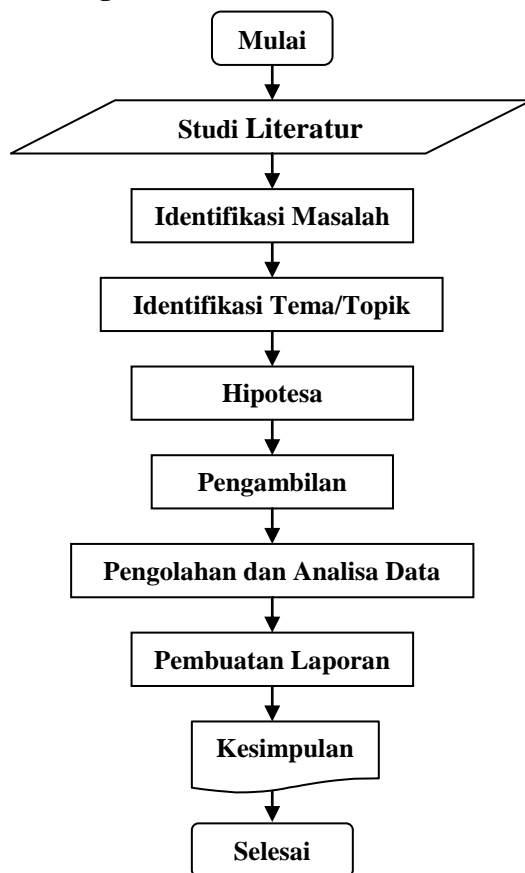 Mulai
Studi Literatur
Identifikasi Masalah
Identifikasi Tema/Topik
Hipotesa
Pengambilan
Pengolahan dan Analisa Data
Pembuatan Laporan
Kesimpulan
Selesai